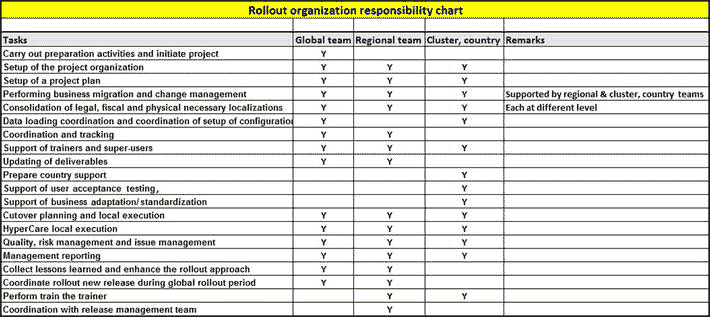 Rollout organization responsibility chart
Tasks Global team Regional team Cluster, country Remarks
Carry out preparation activities and initiate project Y
Setup of the project organization Y Y Y
Setup of a project plan Y Y Y
Performing business migration and change management Y Y Y Supported by regional & cluster, country teams
Consolidation of legal, fiscal and physical necessary localizations Y Y Y Each at different level
Data loading coordination and coordination of setup of configuration Y Y
Coordination and tracking Y Y
Support of trainers and super-users Y Y Y
Updating of deliverables Y Y
Prepare country support Y
Support of user acceptance testing, Y
Support of business adaptation/ standardization Y
Cutover planning and local execution Y Y Y
HyperCare local execution Y Y Y
Quality, risk management and issue management Y Y Y
Management reporting Y Y Y
Collect lessons learned and enhance the rollout approach Y Y
Coordinate rollout new release during global rollout period Y Y
Perform train the trainer Y Y
Coordination with release management team Y